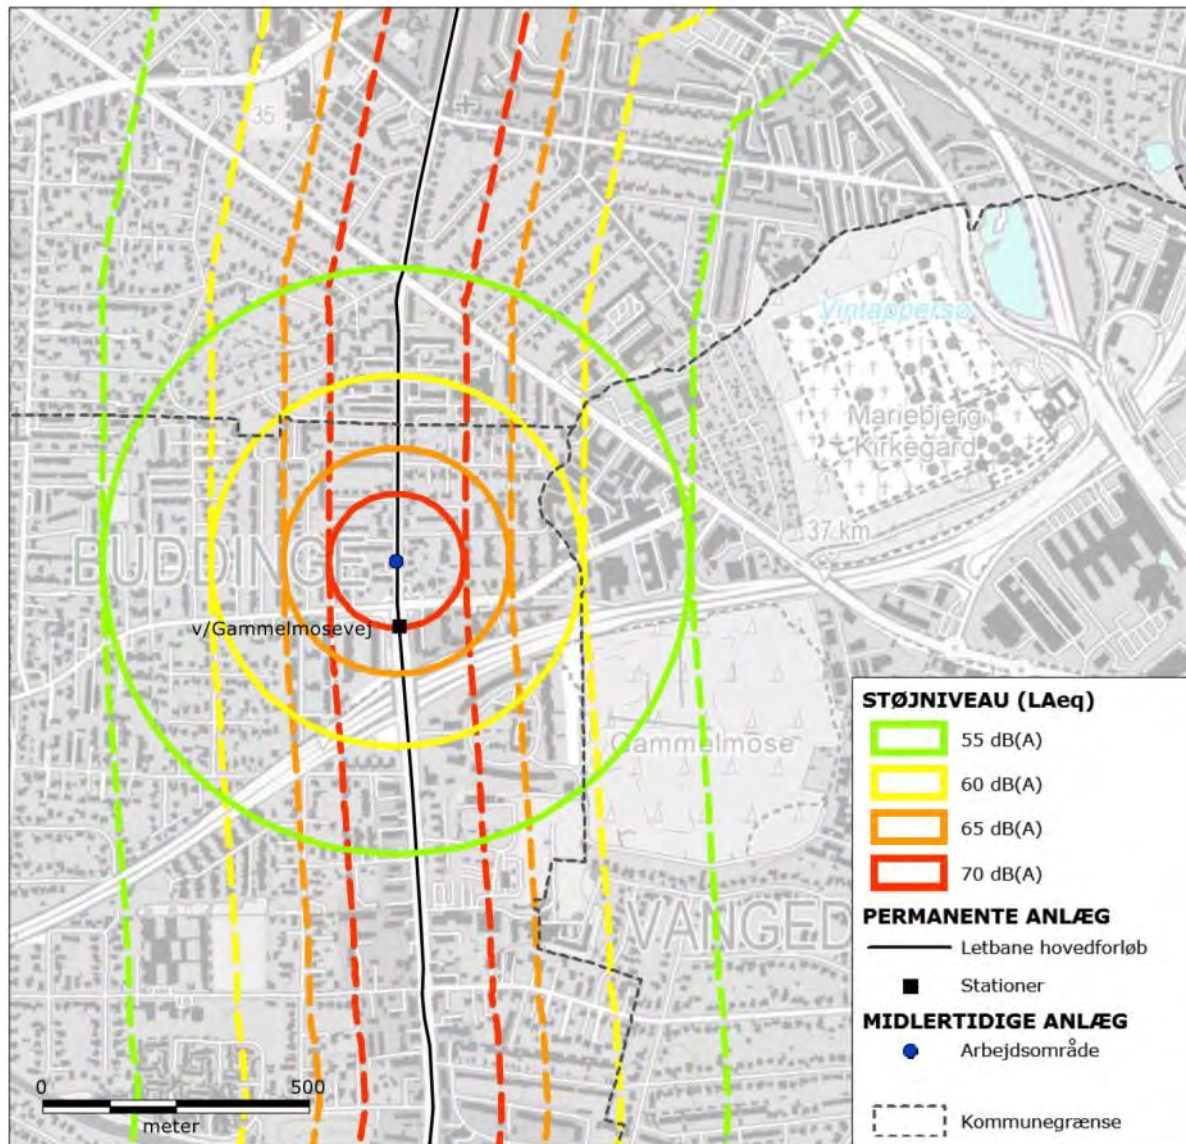 35
Vintappersø
Mariebjerg
Kirkegård
37 km
BUDDINGE
v/Gammelmosevej
Gammelmose
VANGED
STØJNIVEAU (LAeq)
55 dB(A)
60 dB(A)
65 dB(A)
70 dB(A)
PERMANENTE ANLÆG
Letbane hovedforløb
Stationer
MIDLERTIDIGE ANLÆG
Arbejdsområde
Kommunegrænse
0 500
meter